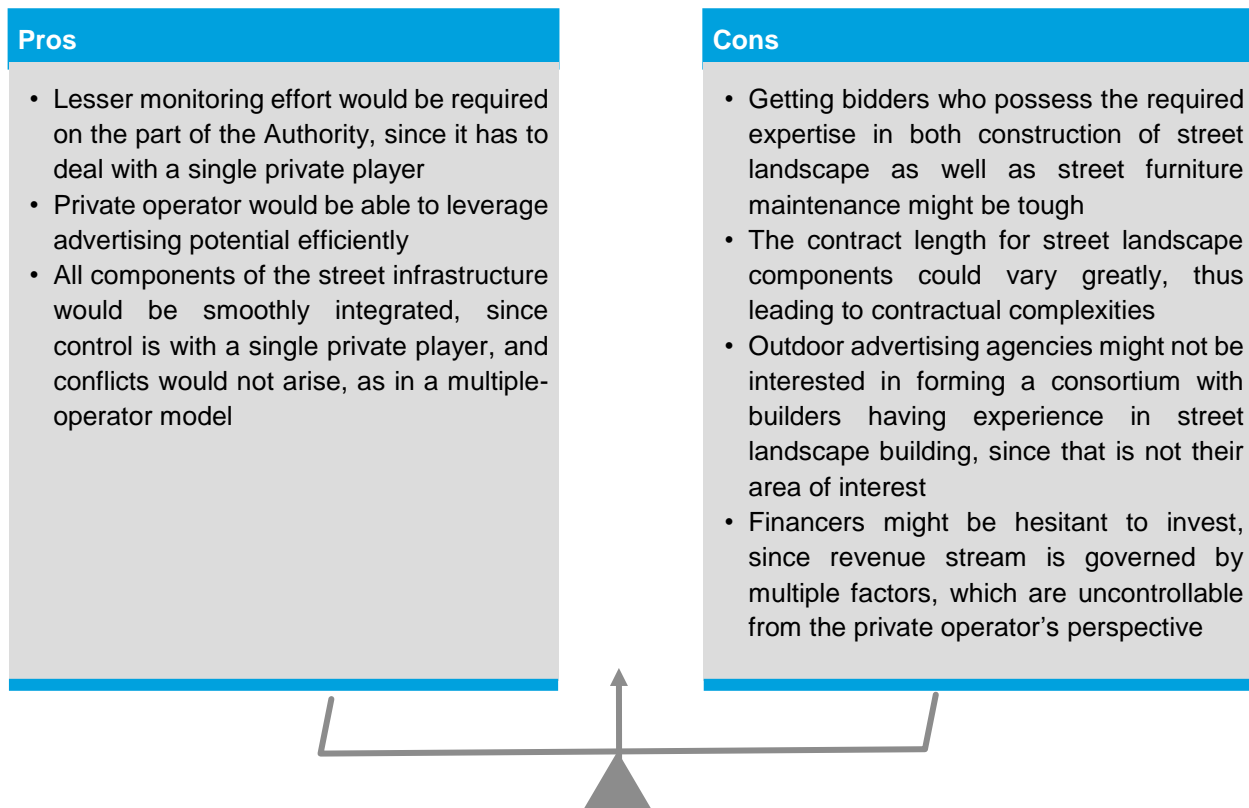 Pros
• Lesser monitoring effort would be required
on the part of the Authority, since it has to
deal with a single private player
• Private operator would be able to leverage
advertising potential efficiently
• All components of the street infrastructure
would be smoothly integrated, since
control is with a single private player, and
conflicts would not arise, as in a multiple-
operator model
Cons
• Getting bidders who possess the required
expertise in both construction of street
landscape as well as street furniture
maintenance might be tough
• The contract length for street landscape
components could vary greatly, thus
leading to contractual complexities
• Outdoor advertising agencies might not be
interested in forming a consortium with
builders having experience in street
landscape building, since that is not their
area of interest
• Financers might be hesitant to invest,
since revenue stream is governed by
multiple factors, which are uncontrollable
from the private operator’s perspective